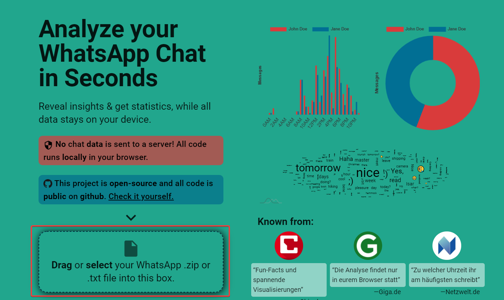 Analyze your
WhatsApp Chat
in Seconds
Reveal insights & get statistics, while all
data stays on your device.
No chat data is sent to a server! All code
runs locally in your browser.
This project is open-source and all code is
public on github. Check it yourself.
Drag or select your WhatsApp .zip or
.txt file into this box.
John Doe Jane Doe
Messages
John Doe Jane Doe
Messages
tomorrow
Haha
nice
Yes,
read
Known from:
"Fun-Facts und
spannende
Visualisierungen"
"Die Analyse findet nur
in eurem Browser statt"
—Giga.de
"Zu welcher Uhrzeit ihr
am häufigsten schreibt"
—Netzwelt.de